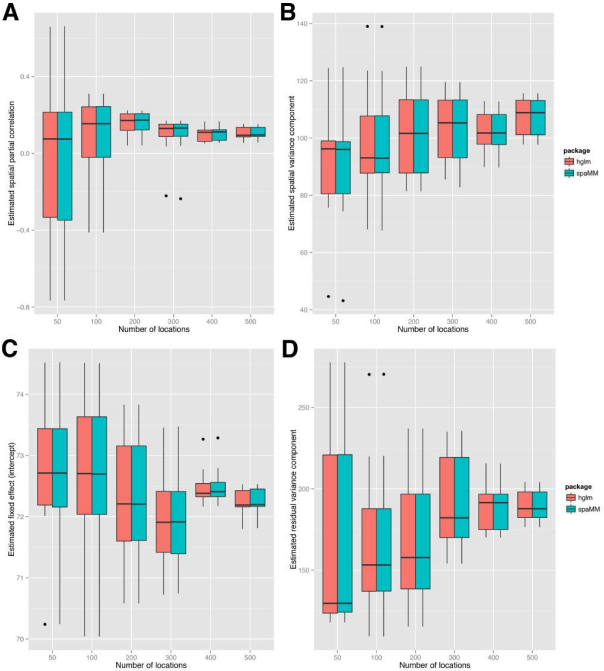 A
Estimated spatial partial correlation
0.4
0.0
−0.4
−0.8
50 100 200 300 400 500
Number of locations
B
Estimated spatial variance component
140
120
100
80
60
40
50 100 200 300 400 500
Number of locations
package
hglm
spaMM
C
Estimated fixed effect (intercept)
74
73
72
71
70
50 100 200 300 400 500
Number of locations
D
Estimated residual variance component
250
200
150
50 100 200 300 400 500
Number of locations
package
hglm
spaMM